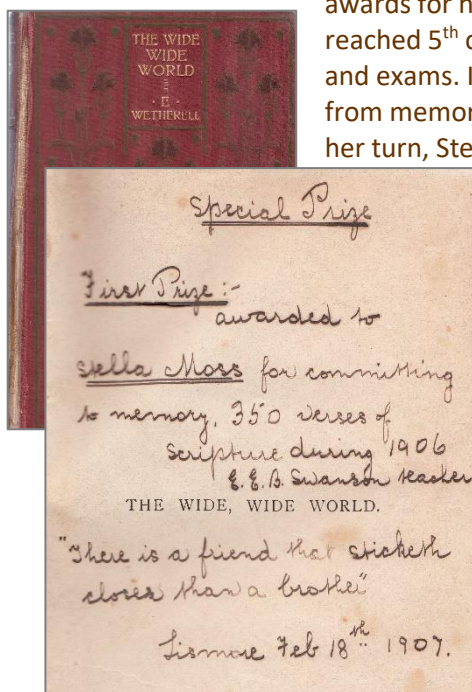 THE WIDE
WIDE
WORLD
E
WETHERELL
awards for
reached 5th
and exams. I
from memor
her turn, Ste
Special Prize
First Prize :-
awarded to
Stella Moss for committing
to memory, 350 verses of
Scripture during 1906
E. E. B. Swanson teacher
THE WIDE, WIDE WORLD.
"There is a friend that sticketh
closer than a brother"
Lismore Feb 18th 1907.